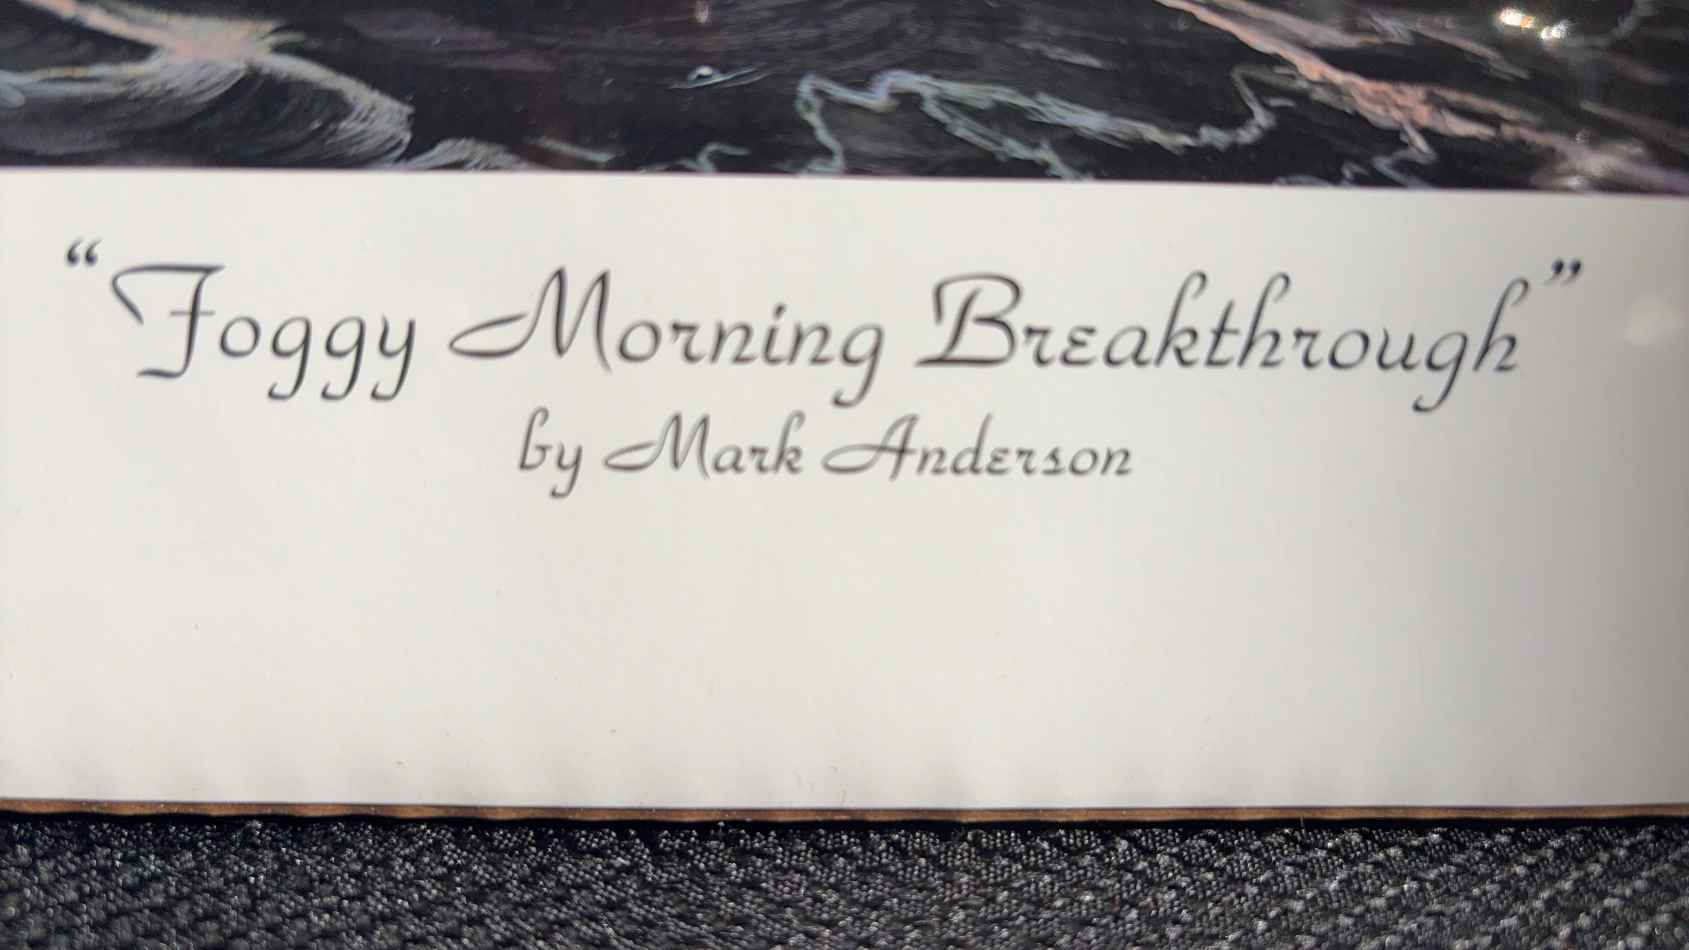 “Foggy Morning Breakthrough”
by Mark Anderson